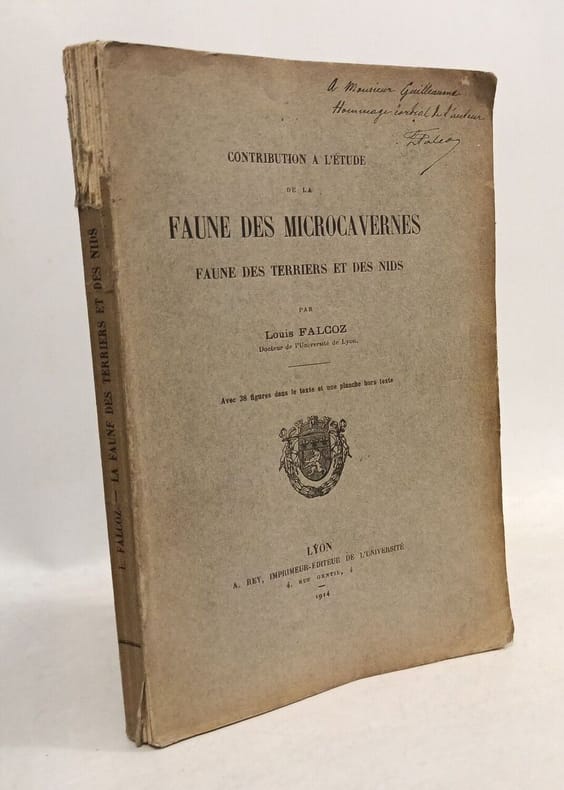 A Monsieur Guilleaume
Hommage cordial de l'auteur
L Falcoz
CONTRIBUTION A L'ÉTUDE
DE LA
FAUNE DES MICROCAVERNES
FAUNE DES TERRIERS ET DES NIDS
PAR
Louis FALCOZ
Docteur de l'Université de Lyon.
Avec 38 figures dans le texte et une planche hors texte
LYON
A. REY, IMPRIMEUR-ÉDITEUR DE L'UNIVERSITÉ
4, RUE GENTIL, 4
1914
L. FALCOZ — LA FAUNE DES TERRIERS ET DES NIDS